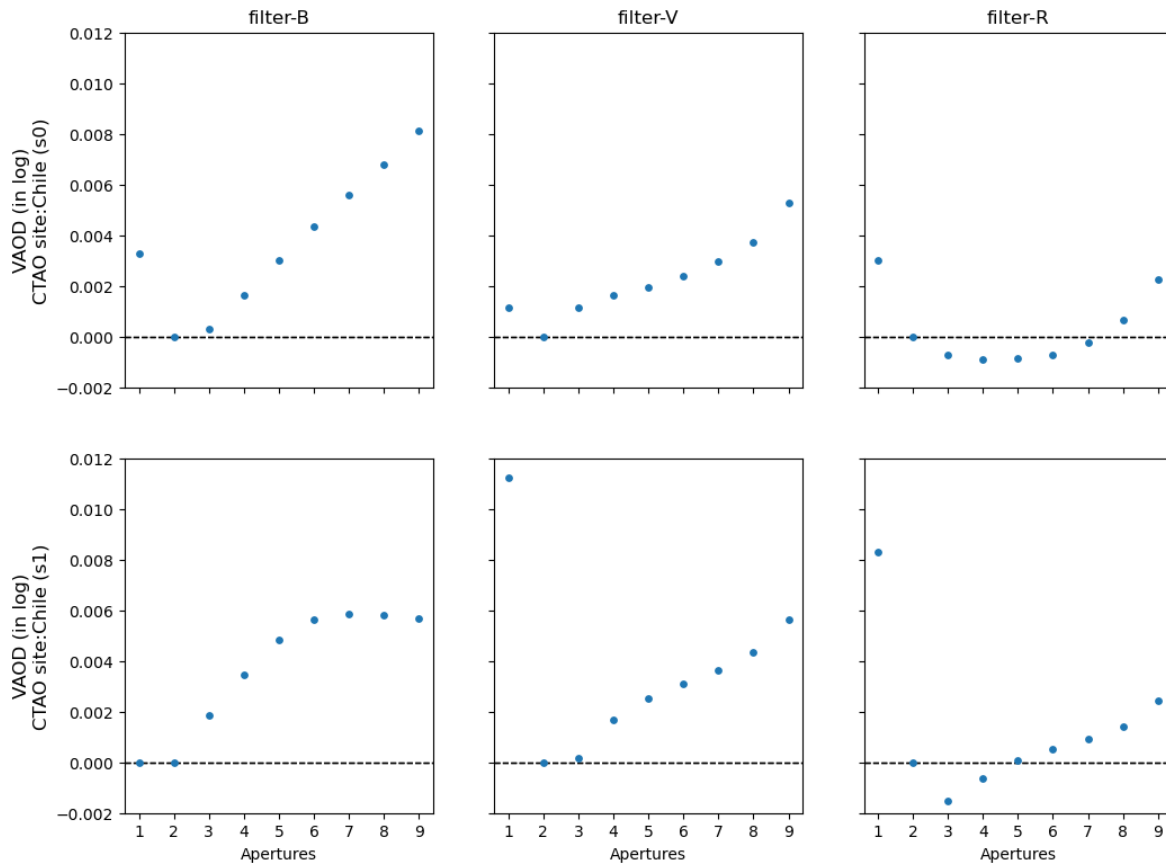 filter-B
filter-V
filter-R
VAOD (in log)
CTAO site:Chile (s0)
0.012
0.010
0.008
0.006
0.004
0.002
0.000
−0.002
VAOD (in log)
CTAO site:Chile (s1)
0.012
0.010
0.008
0.006
0.004
0.002
0.000
−0.002
1 2 3 4 5 6 7 8 9
1 2 3 4 5 6 7 8 9
1 2 3 4 5 6 7 8 9
Apertures
Apertures
Apertures